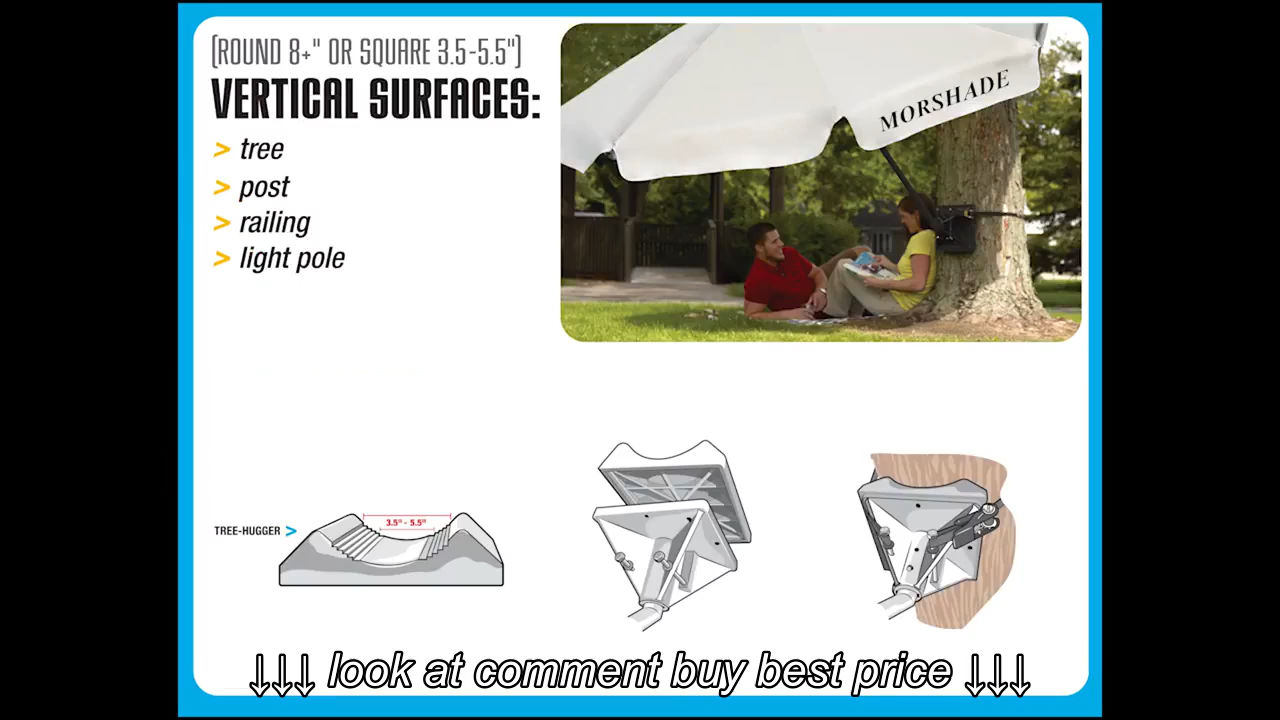 [ROUND 8+" OR SQUARE 3.5-5.5"]
VERTICAL SURFACES:
> tree
> post
> railing
> light pole
MORSHADE
TREE-HUGGER >
3.5" - 5.5"
↓↓↓ look at comment buy best price ↓↓↓